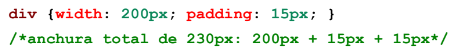 div {width: 200px; padding: 15px; }
/*anchura total de 230px: 200px + 15px + 15px*/